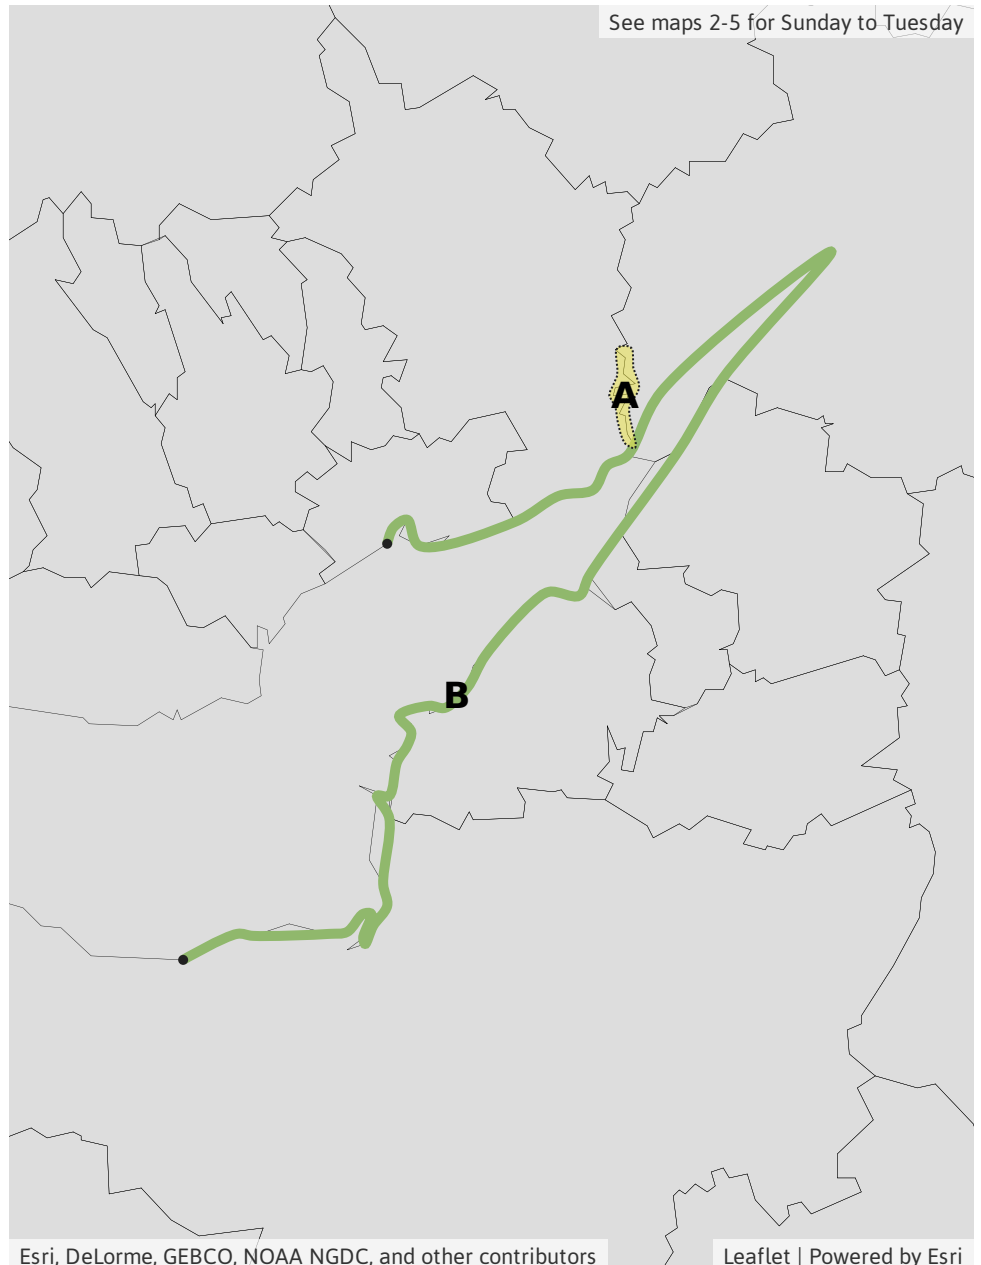 See maps 2-5 for Sunday to Tuesday
A
B
Esri, DeLorme, GEBCO, NOAA NGDC, and other contributors
Leaflet | Powered by Esri